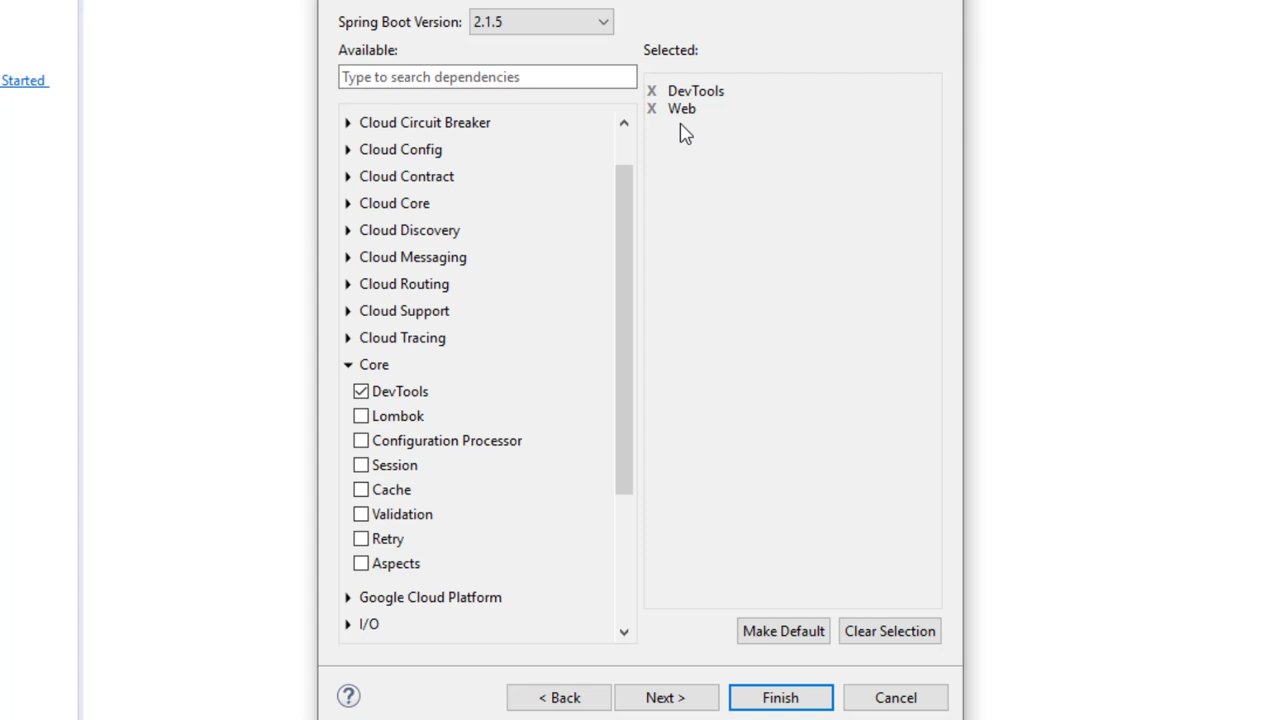 Spring Boot Version: 2.1.5
Available: Selected:
Started
Type to search dependencies
X DevTools
X Web
Cloud Circuit Breaker
Cloud Config
Cloud Contract
Cloud Core
Cloud Discovery
Cloud Messaging
Cloud Routing
Cloud Support
Cloud Tracing
Core
DevTools
Lombok
Configuration Processor
Session
Cache
Validation
Retry
Aspects
Google Cloud Platform
I/O
Make Default Clear Selection
? < Back Next > Finish Cancel